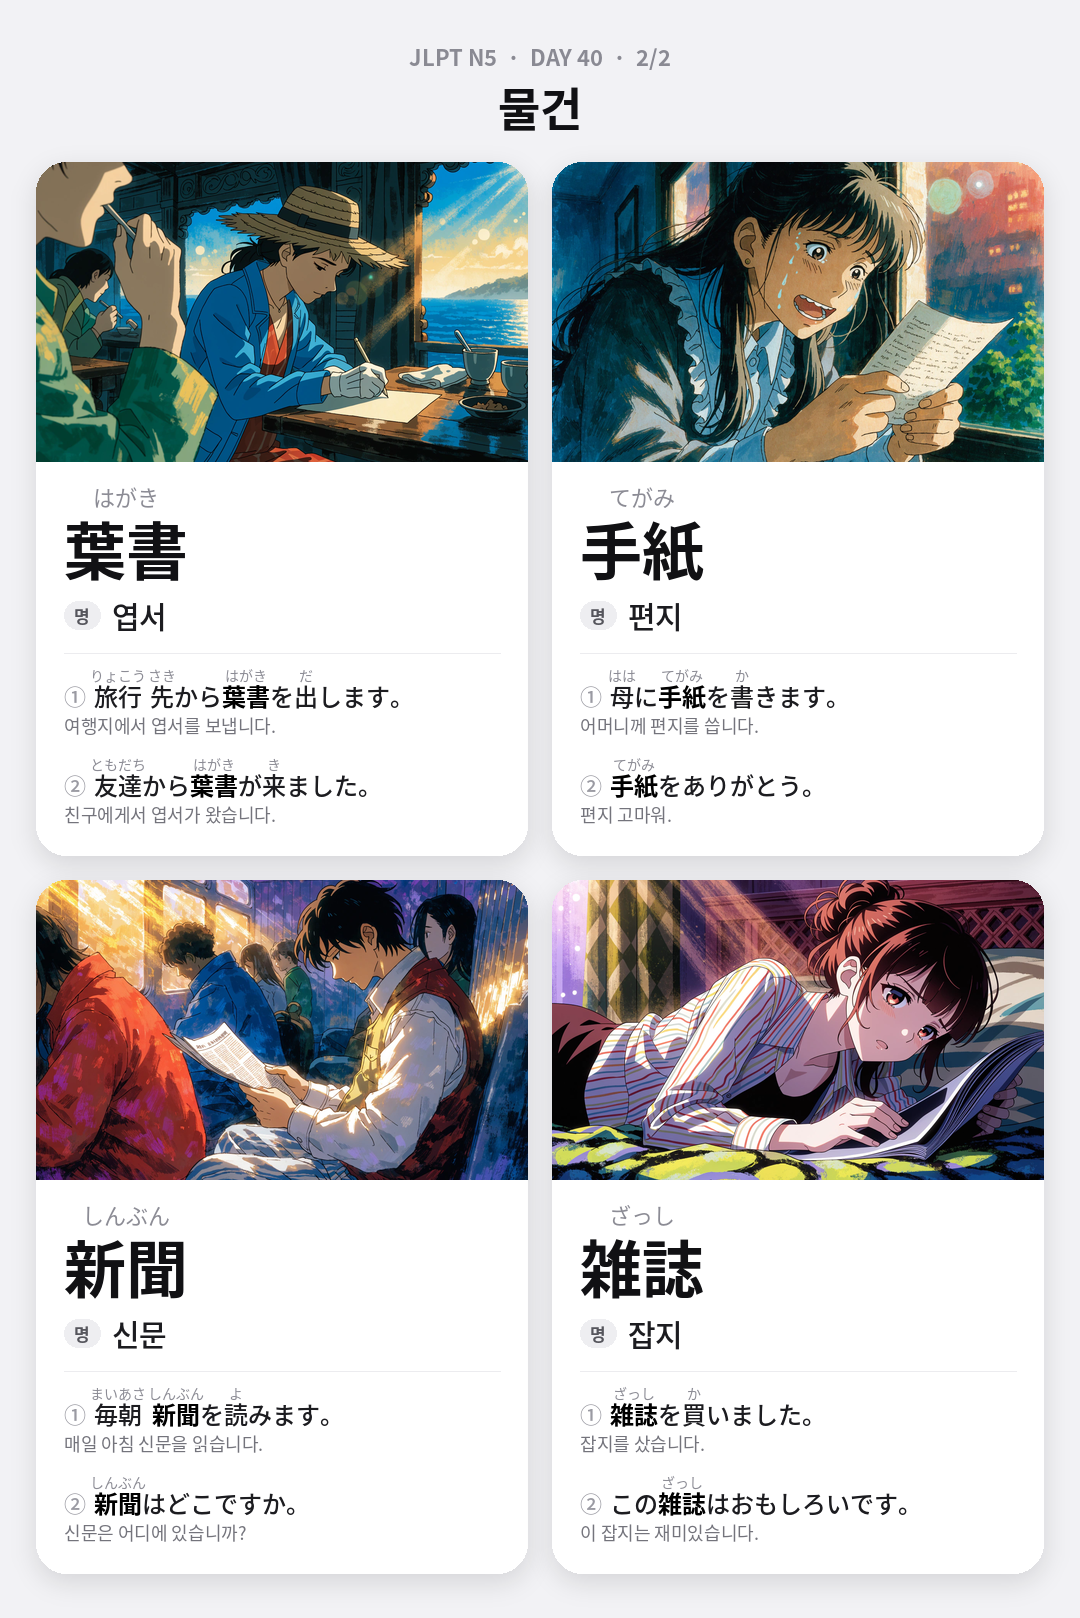 JLPT N5 · DAY 40 · 2/2
물건
はがき
葉書
명 엽서
りょこう さき はがき だ
① 旅行 先から葉書を出します。
여행지에서 엽서를 보냅니다.
ともだち はがき き
② 友達から葉書が来ました。
친구에게서 엽서가 왔습니다.
てがみ
手紙
명 편지
はは てがみ か
① 母に手紙を書きます。
어머니께 편지를 씁니다.
てがみ
② 手紙をありがとう。
편지 고마워.
しんぶん
新聞
명 신문
まいあさ しんぶん よ
① 毎朝 新聞を読みます。
매일 아침 신문을 읽습니다.
しんぶん
② 新聞はどこですか。
신문은 어디에 있습니까?
ざっし
雑誌
명 잡지
ざっし か
① 雑誌を買いました。
잡지를 샀습니다.
ざっし
② この雑誌はおもしろいです。
이 잡지는 재미있습니다.